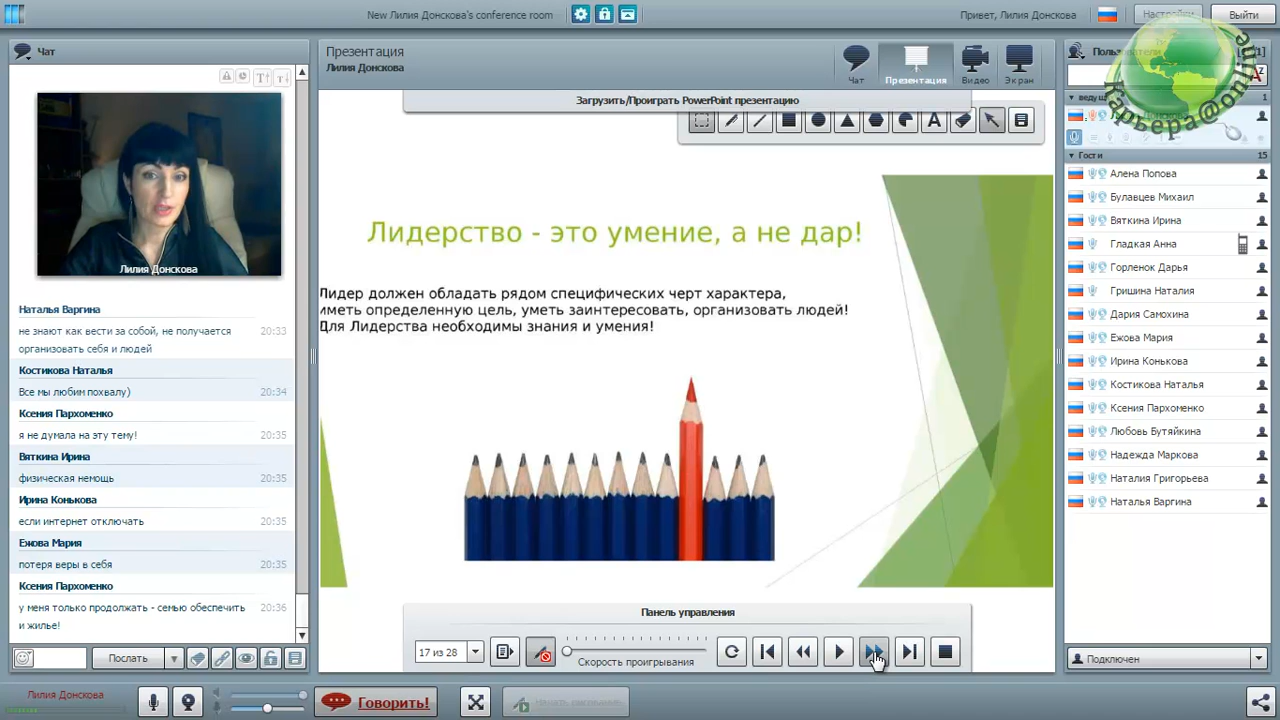 New Лилия Донскова's conference room
Привет, Лилия Донскова
Настройки
Выйти
Чат
Лилия Донскова
Наталья Варгина
не знают как вести за собой, не получается 20:33
организовать себя и людей
Костикова Наталья
Все мы любим похвалу) 20:34
Ксения Пархоменко
я не думала на эту тему! 20:35
Вяткина Ирина
физическая немощь 20:35
Ирина Конькова
если интернет отключать 20:35
Ежова Мария
потеря веры в себя 20:35
Ксения Пархоменко
у меня только продолжать - семью обеспечить 20:36
и жилье!
Послать
Презентация
Лилия Донскова
Чат
Презентация
Видео
Экран
Загрузить/Проиграть PowerPoint презентацию
Лидерство - это умение, а не дар!
Лидер должен обладать рядом специфических черт характера,
иметь определенную цель, уметь заинтересовать, организовать людей!
Для Лидерства необходимы знания и умения!
Панель управления
17 из 28
Скорость проигрывания
Карьера@online
Гости 15
Алена Попова
Булавцев Михаил
Вяткина Ирина
Гладкая Анна
Горленок Дарья
Гришина Наталия
Дария Самохина
Ежова Мария
Ирина Конькова
Костикова Наталья
Ксения Пархоменко
Любовь Бутяйкина
Надежда Маркова
Наталия Григорьева
Наталья Варгина
Подключен
Лилия Донскова
Говорить!